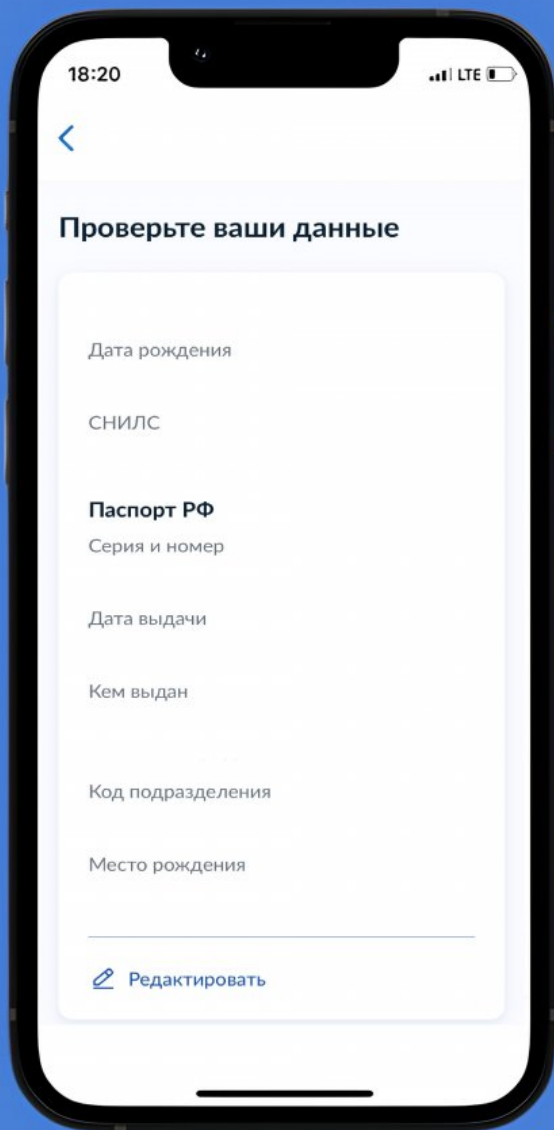 18:20
LTE
Проверьте ваши данные
Дата рождения
СНИЛС
Паспорт РФ
Серия и номер
Дата выдачи
Кем выдан
Код подразделения
Место рождения
Редактировать